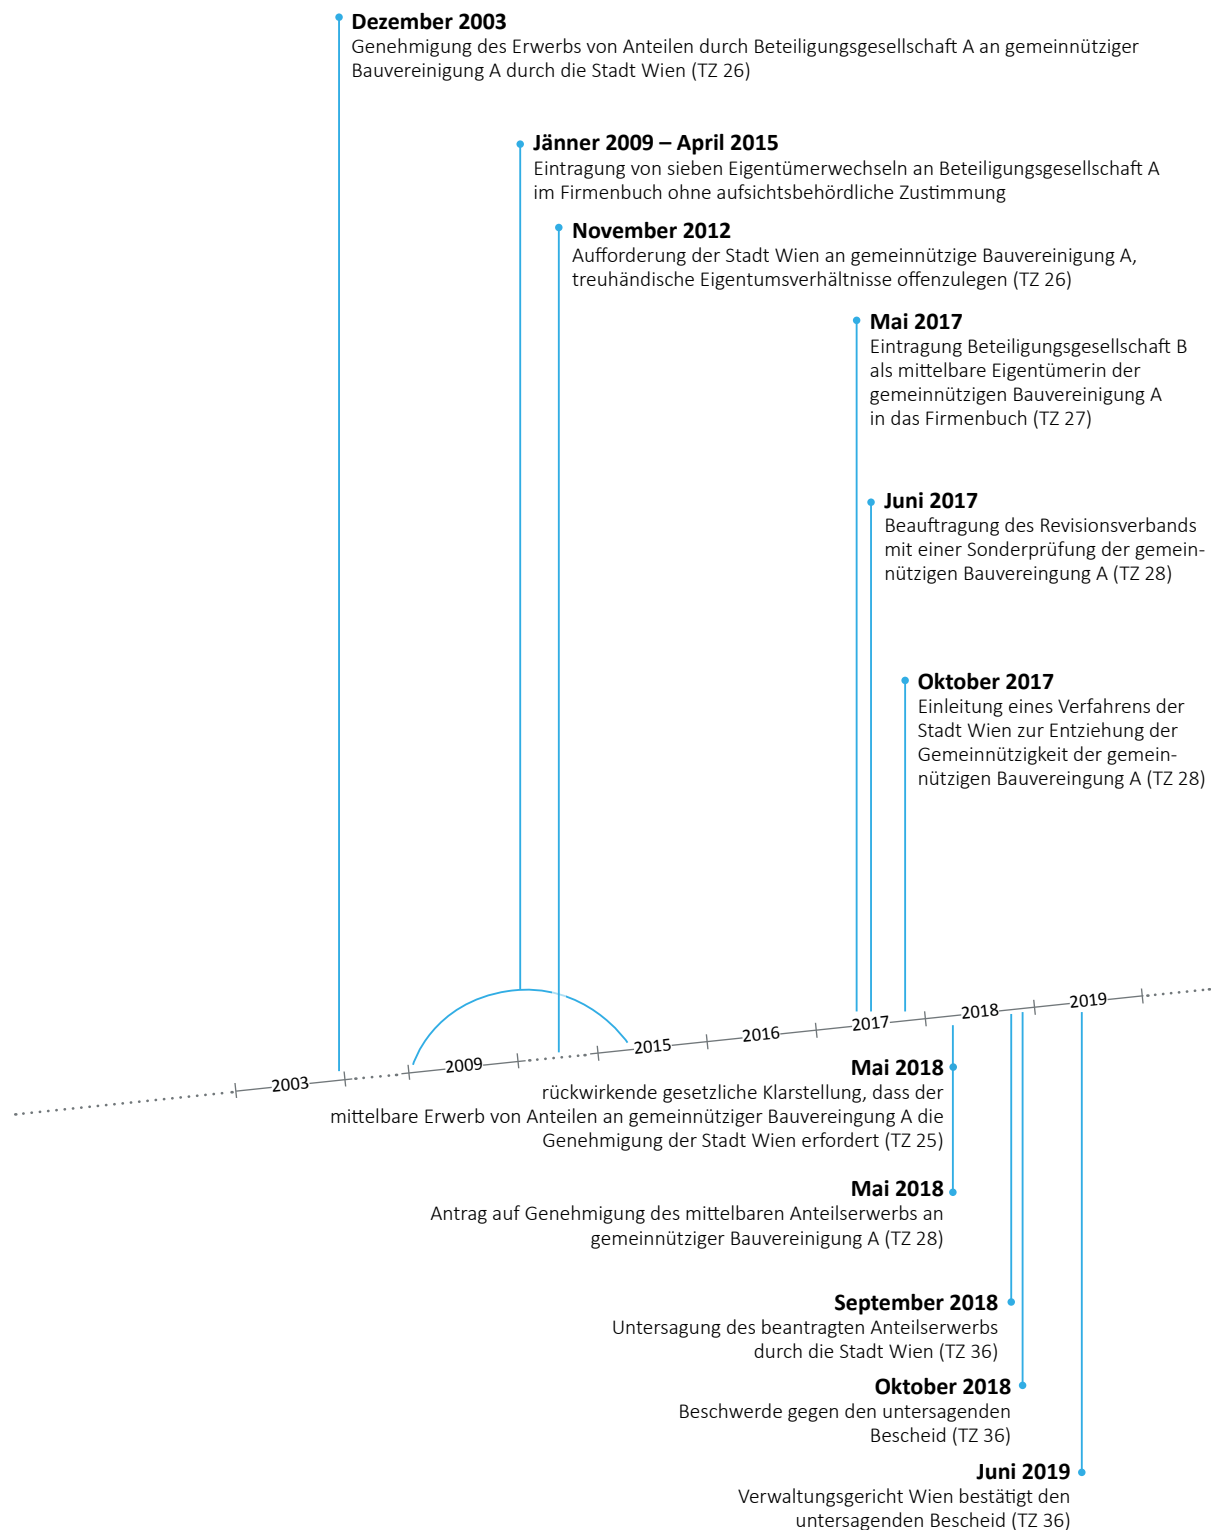 Dezember 2003
Genehmigung des Erwerbs von Anteilen durch Beteiligungsgesellschaft A an gemeinnütziger
Bauvereinigung A durch die Stadt Wien (TZ 26)
Jänner 2009 – April 2015
Eintragung von sieben Eigentümerwechseln an Beteiligungsgesellschaft A
im Firmenbuch ohne aufsichtsbehördliche Zustimmung
November 2012
Aufforderung der Stadt Wien an gemeinnützige Bauvereinigung A,
treuhändische Eigentumsverhältnisse offenzulegen (TZ 26)
Mai 2017
Eintragung Beteiligungsgesellschaft B
als mittelbare Eigentümerin der
gemeinnützigen Bauvereinigung A
in das Firmenbuch (TZ 27)
Juni 2017
Beauftragung des Revisionsverbands
mit einer Sonderprüfung der gemein-
nützigen Bauvereingung A (TZ 28)
Oktober 2017
Einleitung eines Verfahrens der
Stadt Wien zur Entziehung der
Gemeinnützigkeit der gemein-
nützigen Bauvereingung A (TZ 28)
2003
2009
2015
2016
2017
2018
2019
Mai 2018
rückwirkende gesetzliche Klarstellung, dass der
mittelbare Erwerb von Anteilen an gemeinnütziger Bauvereingung A die
Genehmigung der Stadt Wien erfordert (TZ 25)
Mai 2018
Antrag auf Genehmigung des mittelbaren Anteilserwerbs an
gemeinnütziger Bauvereinigung A (TZ 28)
September 2018
Untersagung des beantragten Anteilserwerbs
durch die Stadt Wien (TZ 36)
Oktober 2018
Beschwerde gegen den untersagenden
Bescheid (TZ 36)
Juni 2019
Verwaltungsgericht Wien bestätigt den
untersagenden Bescheid (TZ 36)